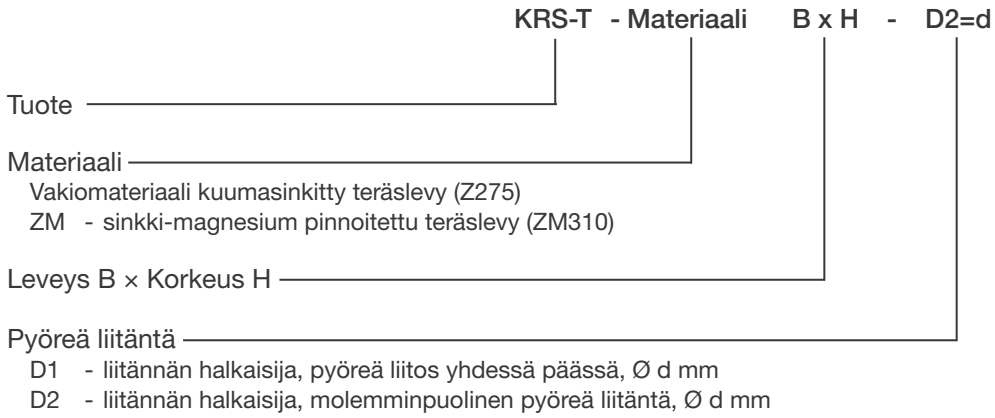 KRS-T - Materiaali B x H - D2=d
Tuote
Materiaali
Vakiomateriaali kuumasinkitty teräslevy (Z275)
ZM - sinkki-magnesium pinnoitettu teräslevy (ZM310)
Leveys B × Korkeus H
Pyöreä liitäntä
D1 - liitännän halkaisija, pyöreä liitos yhdessä päässä, Ø d mm
D2 - liitännän halkaisija, molemminpuolinen pyöreä liitäntä, Ø d mm